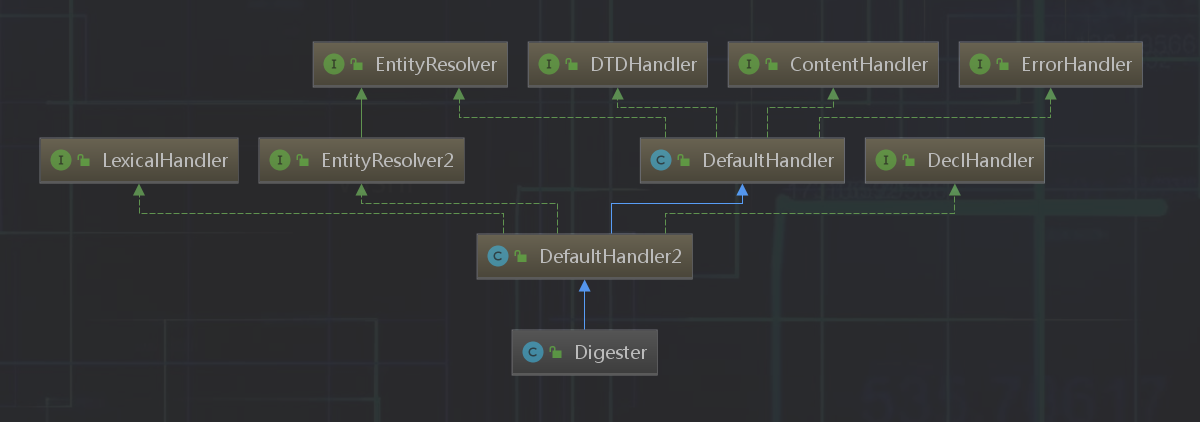 I EntityResolver
I DTDHandler
I ContentHandler
I ErrorHandler
I LexicalHandler
I EntityResolver2
C DefaultHandler
I DeclHandler
C DefaultHandler2
C Digester